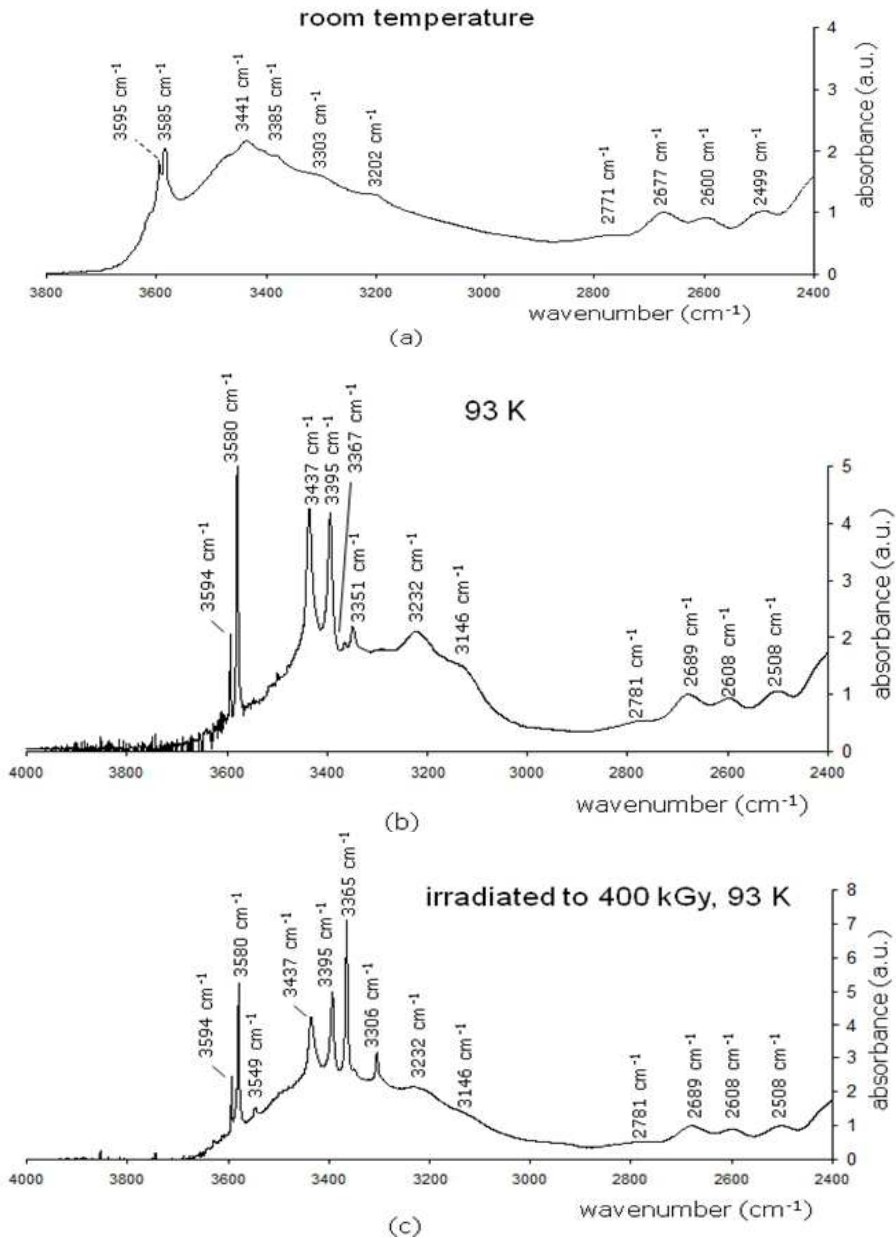 room temperature
3595 cm-1
3585 cm-1
3441 cm-1
3385 cm-1
3303 cm-1
3202 cm-1
2771 cm-1
2677 cm-1
2600 cm-1
2499 cm-1
4
3
2
1
0
absorbance (a.u.)
3800 3600 3400 3200 3000 2800 2600 2400
wavenumber (cm-1)
(a)
93 K
3594 cm-1
3580 cm-1
3437 cm-1
3395 cm-1
3367 cm-1
3351 cm-1
3232 cm-1
3146 cm-1
2781 cm-1
2689 cm-1
2608 cm-1
2508 cm-1
5
4
3
2
1
0
absorbance (a.u.)
4000 3800 3600 3400 3200 3000 2800 2600 2400
wavenumber (cm-1)
(b)
irradiated to 400 kGy, 93 K
3594 cm-1
3580 cm-1
3549 cm-1
3437 cm-1
3395 cm-1
3365 cm-1
3306 cm-1
3232 cm-1
3146 cm-1
2781 cm-1
2689 cm-1
2608 cm-1
2508 cm-1
8
7
6
5
4
3
2
1
0
absorbance (a.u.)
4000 3800 3600 3400 3200 3000 2800 2600 2400
wavenumber (cm-1)
(c)